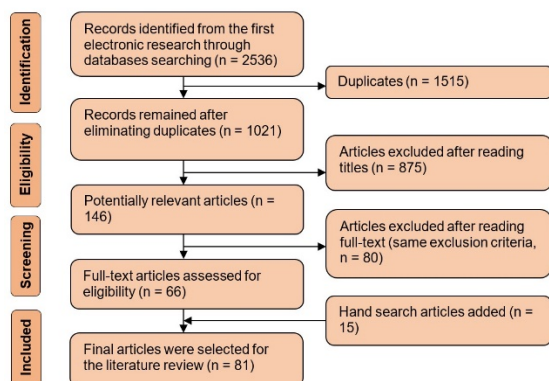 Identification
Records identified from the first
electronic research through
databases searching (n = 2536)
Duplicates (n = 1515)
Records remained after
eliminating duplicates (n = 1021)
Eligibility
Articles excluded after reading
titles (n = 875)
Potentially relevant articles (n =
146)
Screening
Articles excluded after reading
full-text (same exclusion criteria,
n = 80)
Full-text articles assessed for
eligibility (n = 66)
Hand search articles added (n =
15)
Included
Final articles were selected for
the literature review (n = 81)